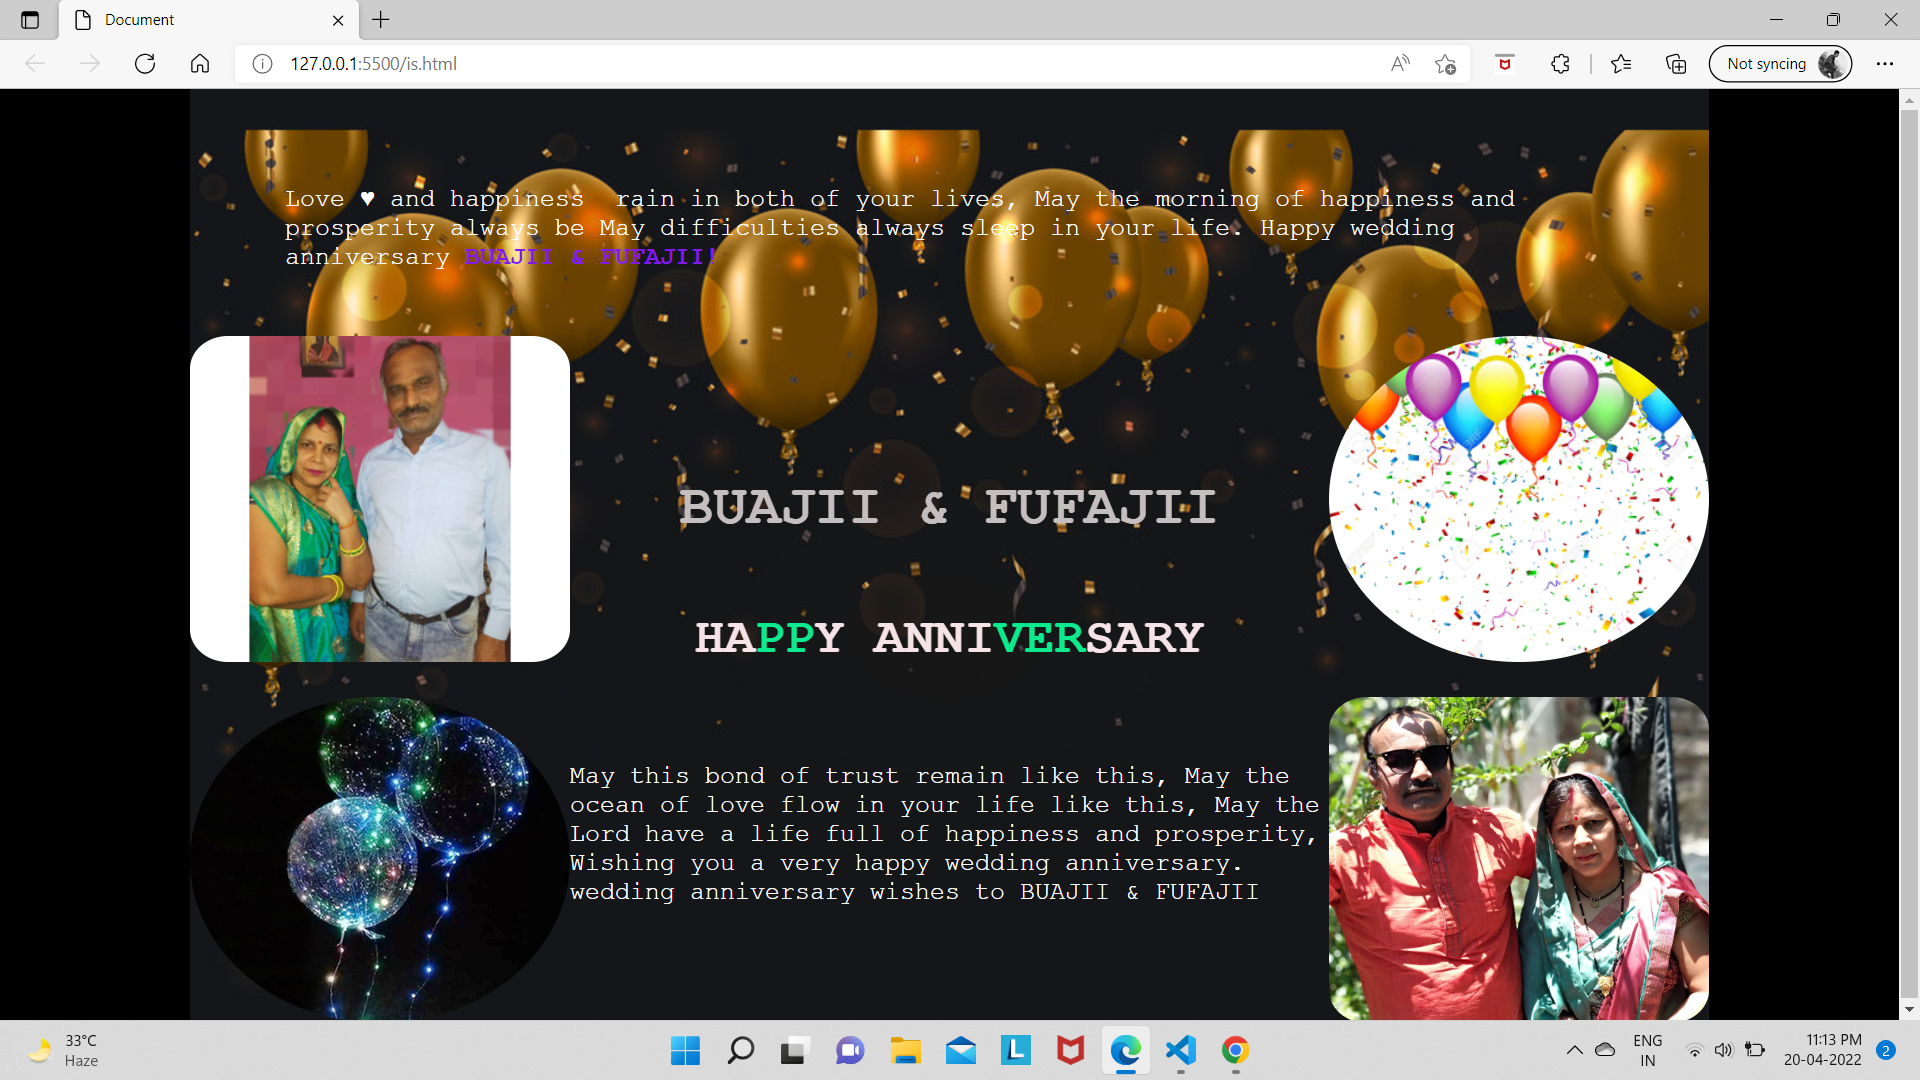 Document
127.0.0.1:5500/is.html
Not syncing
Love ♥ and happiness rain in both of your lives, May the morning of happiness and
prosperity always be May difficulties always sleep in your life. Happy wedding
anniversary BUAJII & FUFAJII!
BUAJII & FUFAJII
HAPPY ANNIVERSARY
May this bond of trust remain like this, May the
ocean of love flow in your life like this, May the
Lord have a life full of happiness and prosperity,
Wishing you a very happy wedding anniversary.
wedding anniversary wishes to BUAJII & FUFAJII
33°C
Haze
ENG
IN
11:13 PM
20-04-2022
2